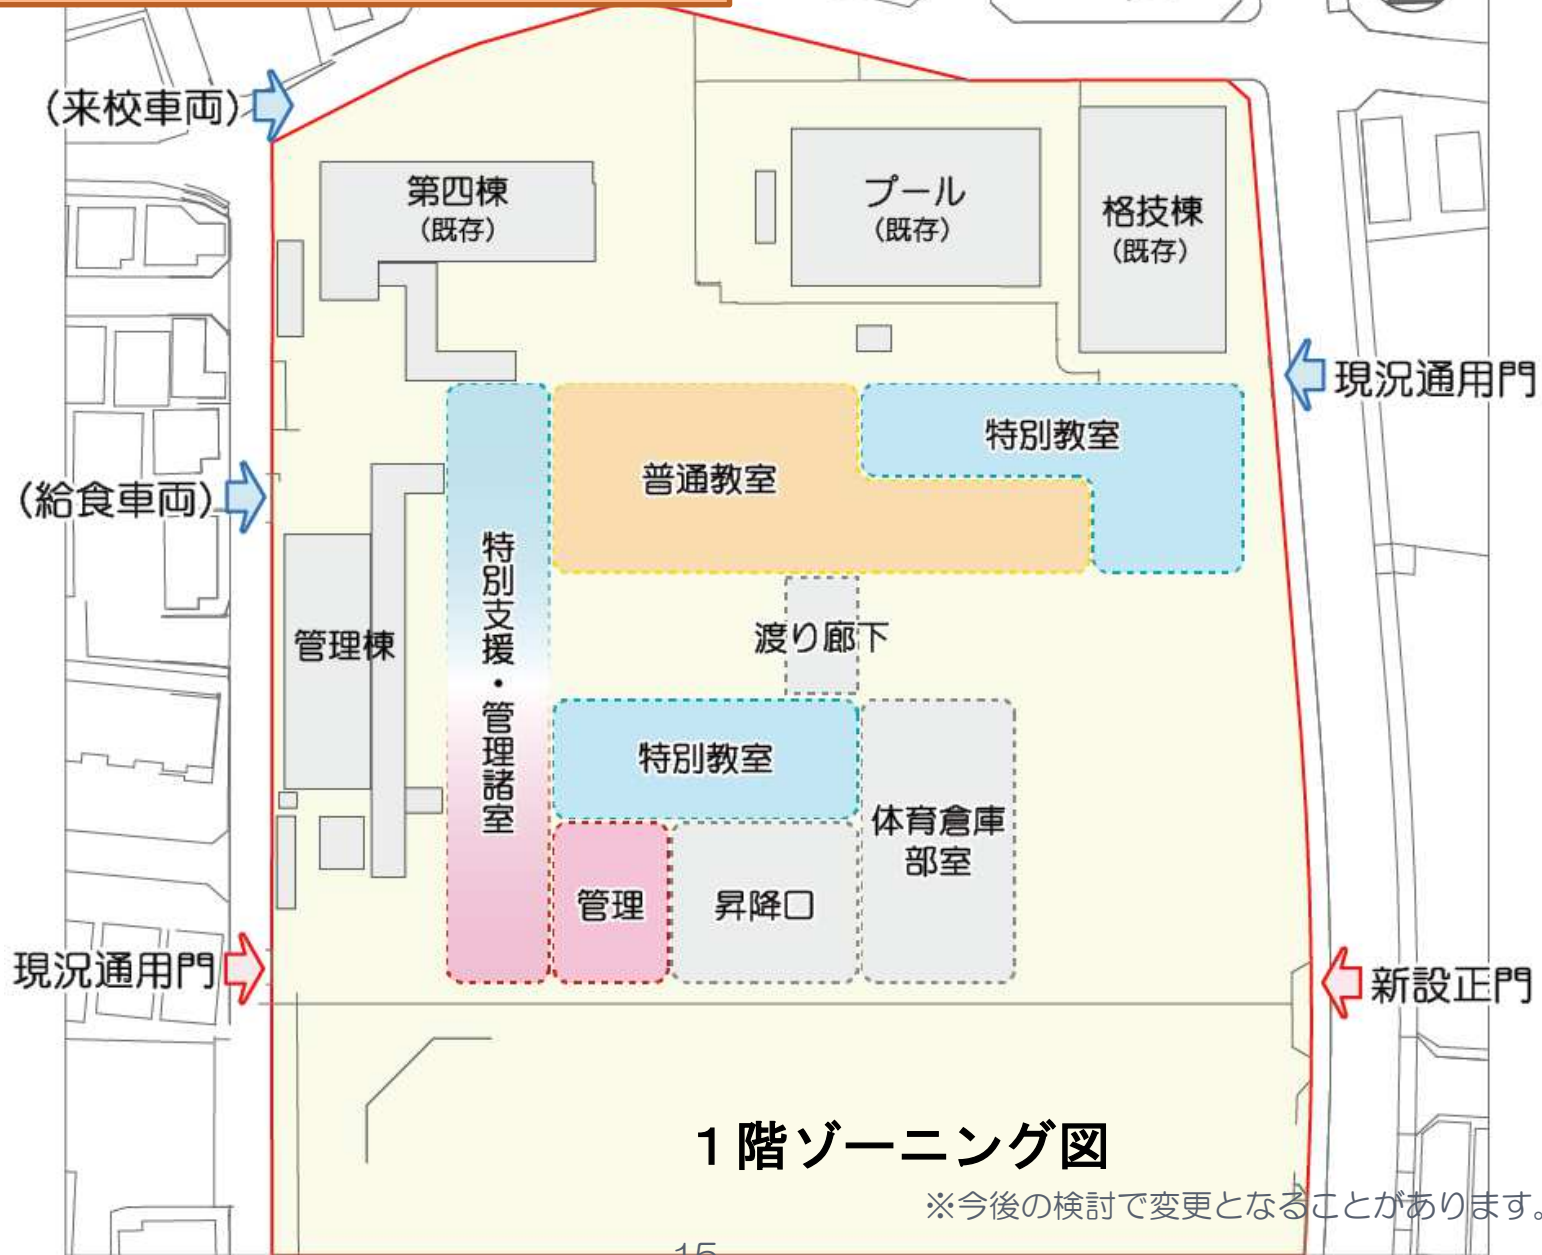 （来校車両）
第四棟
（既存）
プール
（既存）
格技棟
（既存）
現況通用門
特別教室
普通教室
（給食車両）
特別支援・管理諸室
管理棟
渡り廊下
特別教室
体育倉庫
部室
管理
昇降口
現況通用門
新設正門
1階ゾーニング図
※今後の検討で変更となることがあります。
15